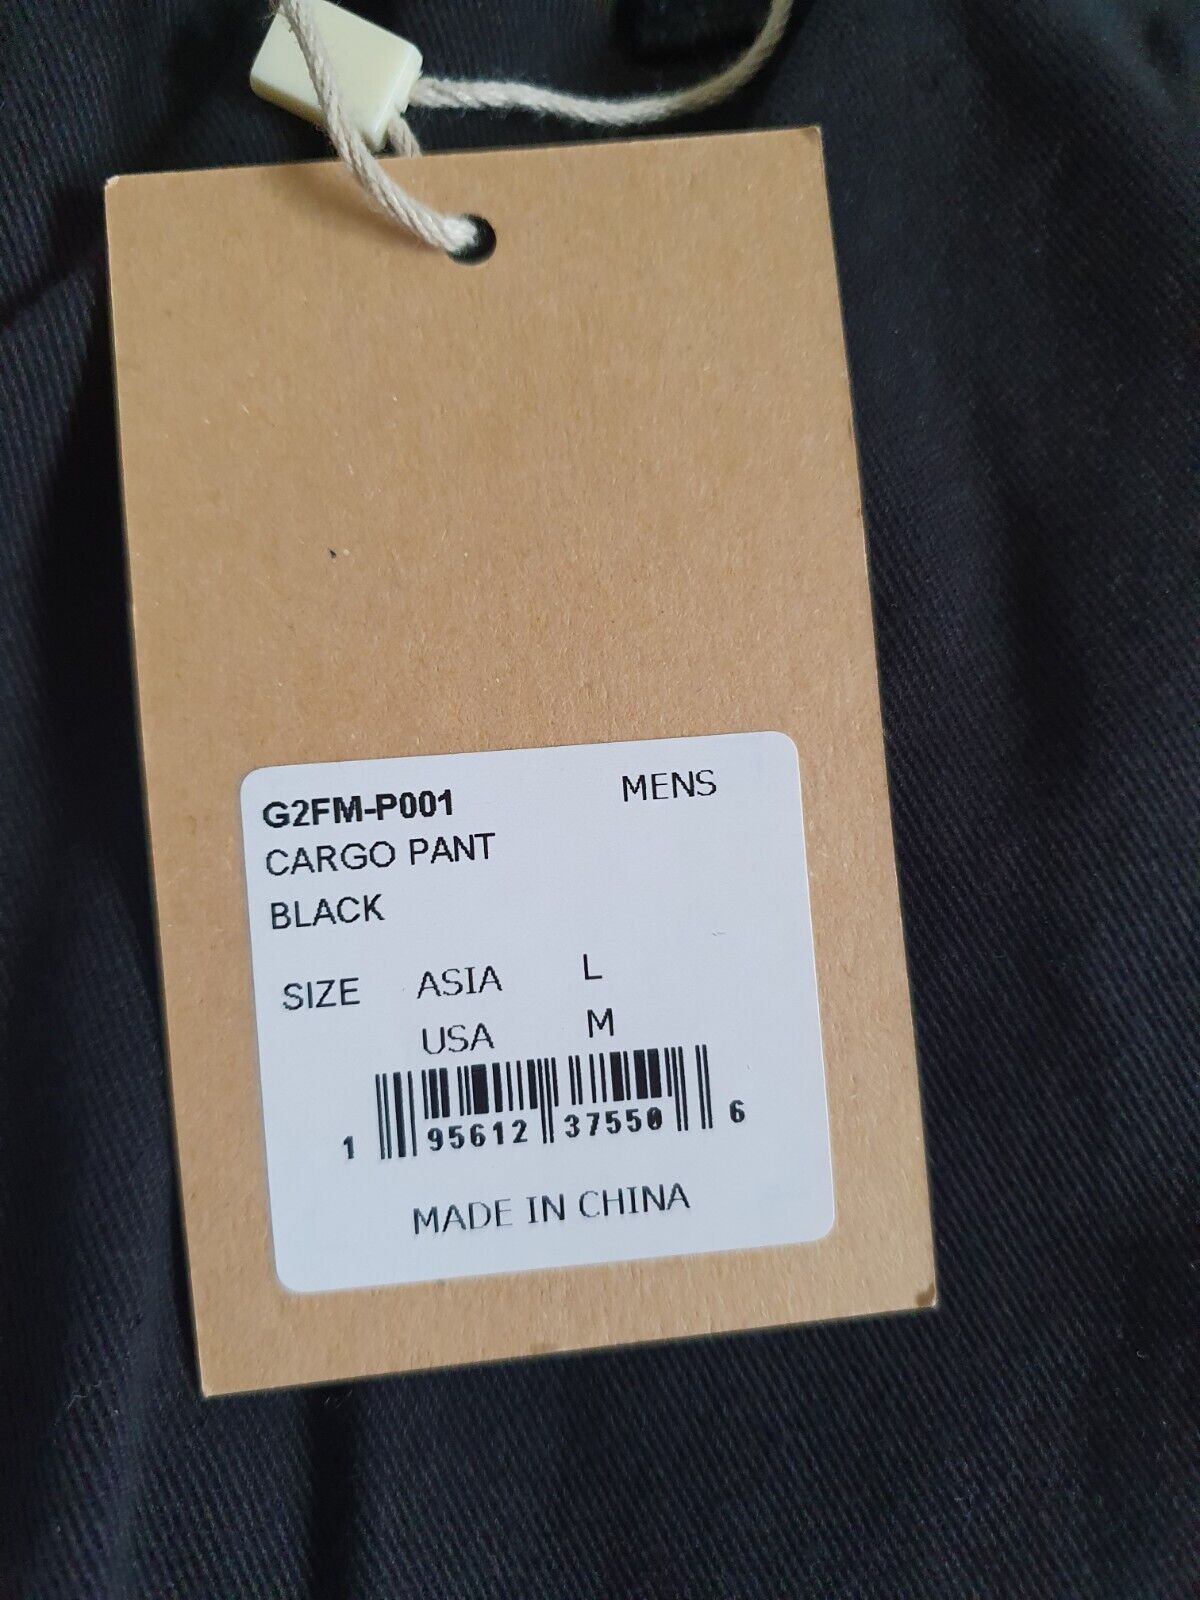 G2FM-P001 MENS
CARGO PANT
BLACK
SIZE ASIA L
USA M
1 95612 37550 6
MADE IN CHINA